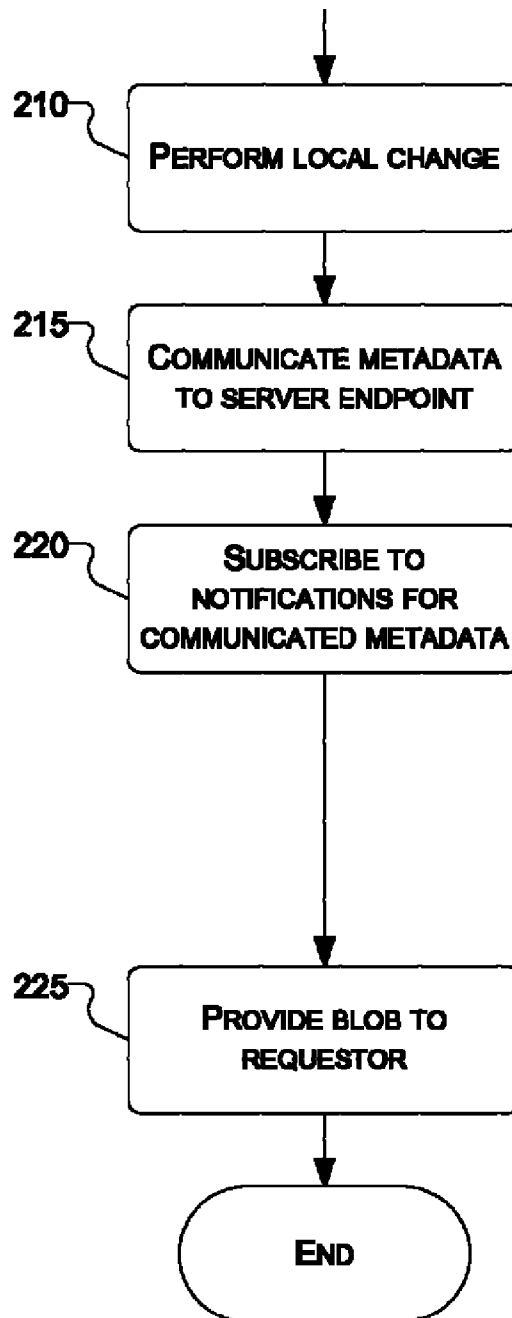 210
PERFORM LOCAL CHANGE
215
COMMUNICATE METADATA
TO SERVER ENDPOINT
220
SUBSCRIBE TO
NOTIFICATIONS FOR
COMMUNICATED METADATA
225
PROVIDE BLOB TO
REQUESTOR
END